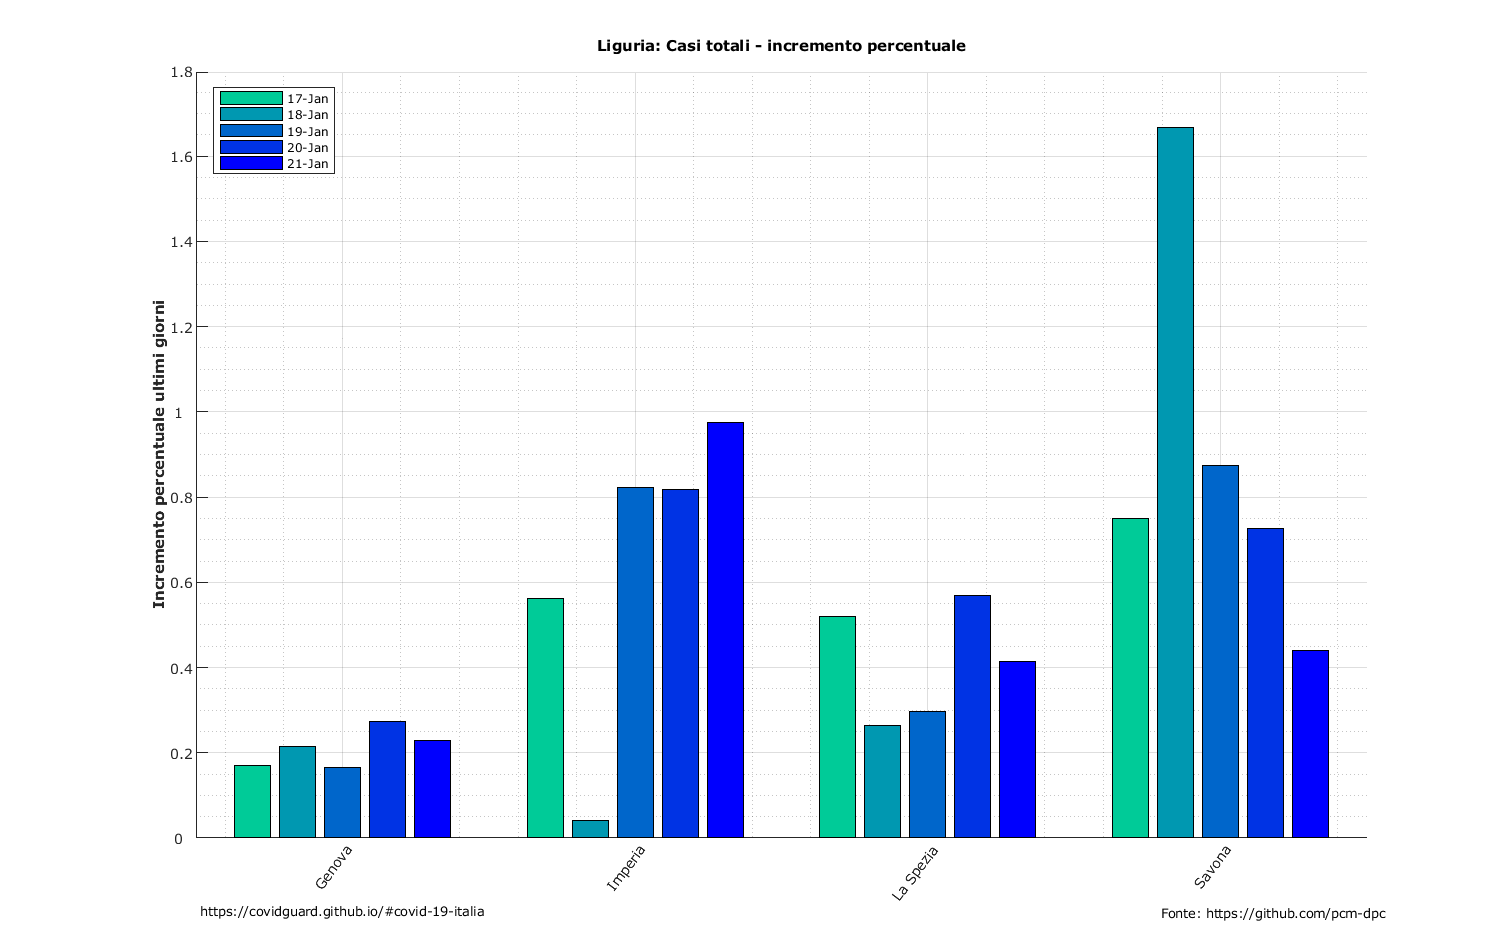 Liguria: Casi totali - incremento percentuale
1.8
1.6
1.4
1.2
1
0.8
0.6
0.4
0.2
0
Incremento percentuale ultimi giorni
17-Jan
18-Jan
19-Jan
20-Jan
21-Jan
Genova
Imperia
La Spezia
Savona
https://covidguard.github.io/#covid-19-italia
Fonte: https://github.com/pcm-dpc